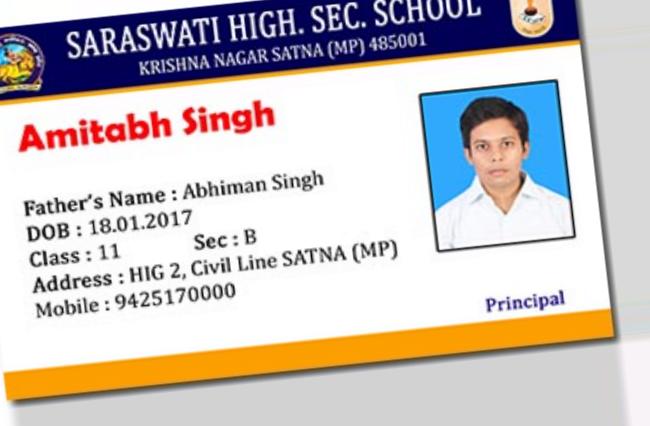 SARASWATI HIGH. SEC. SCHOOL
KRISHNA NAGAR SATNA (MP) 485001
Amitabh Singh
Father's Name : Abhiman Singh
DOB : 18.01.2017
Class : 11 Sec : B
Address : HIG 2, Civil Line SATNA (MP)
Mobile : 9425170000
Principal